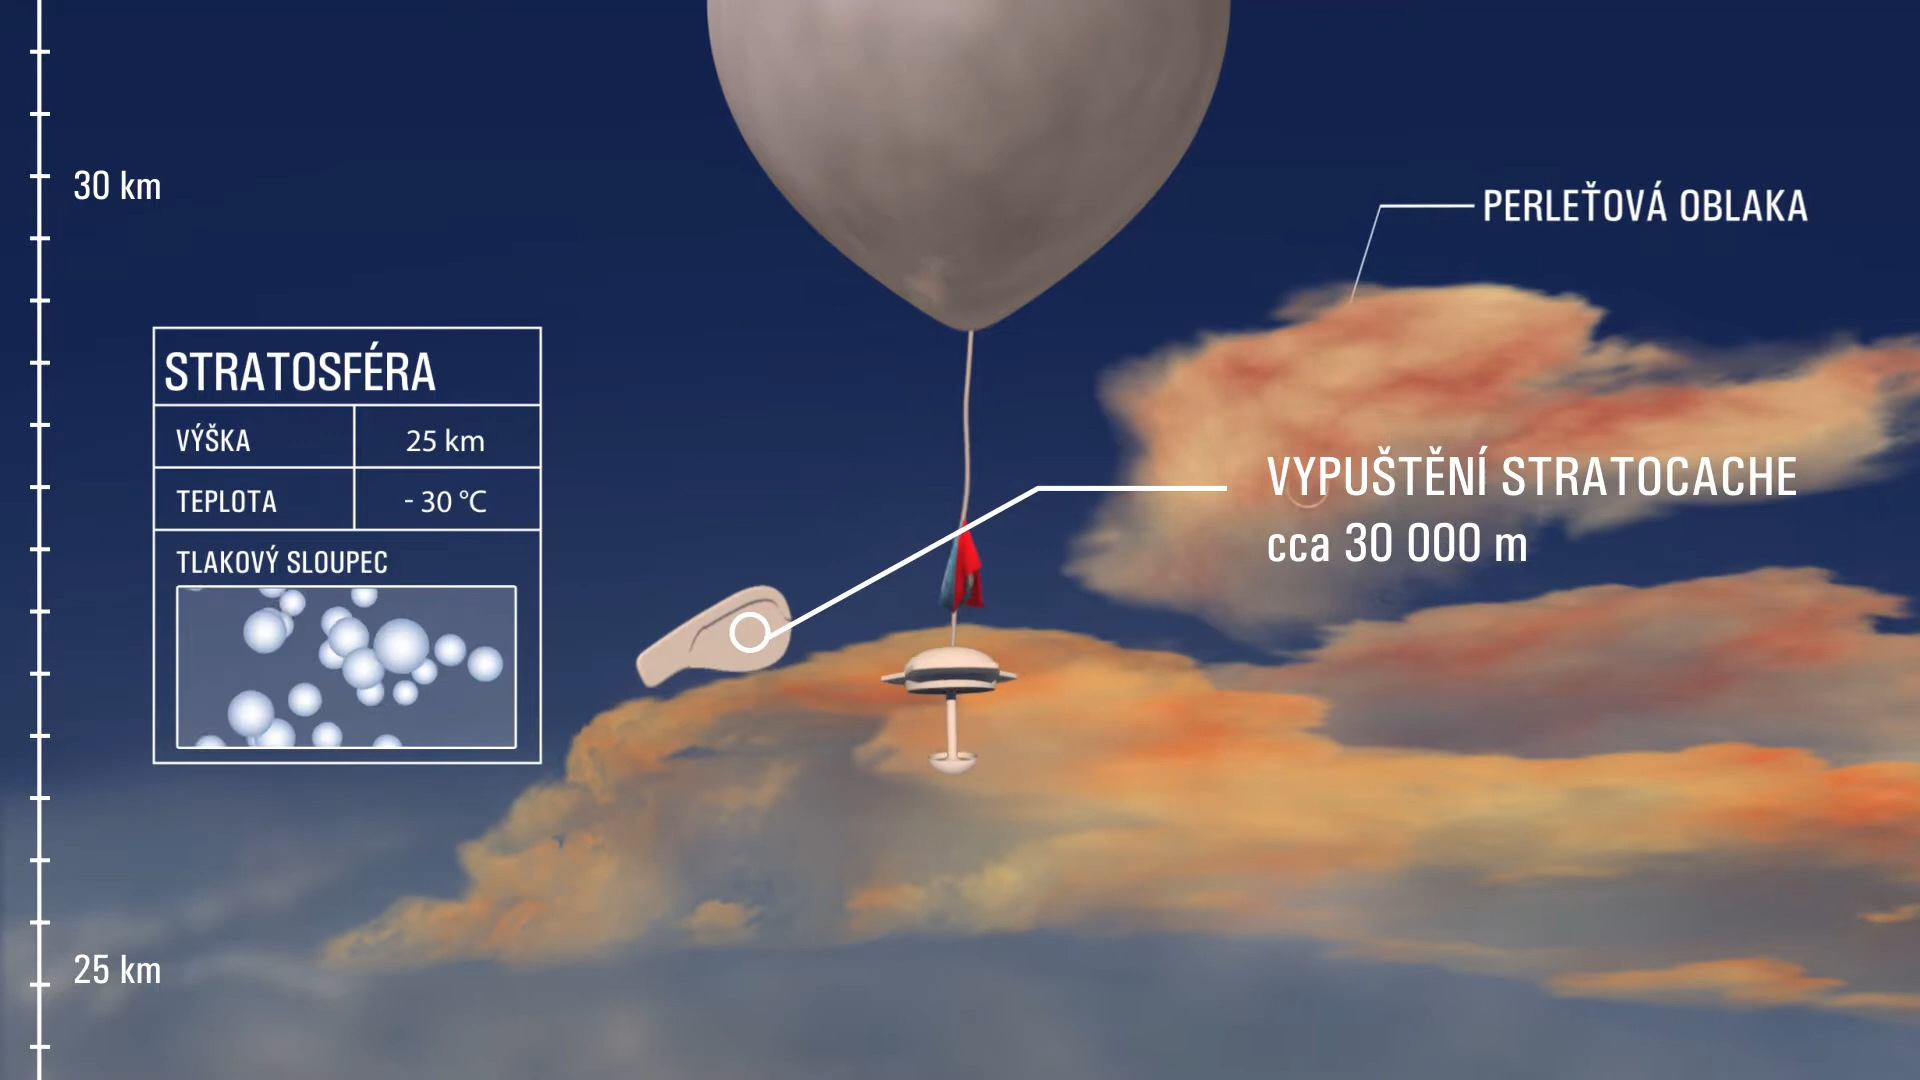 30 km
PERLEŤOVÁ OBLAKA
STRATOSFÉRA
VÝŠKA 25 km
TEPLOTA - 30 °C
TLAKOVÝ SLOUPEC
VYPUŠTĚNÍ STRATOCACHE
cca 30 000 m
25 km